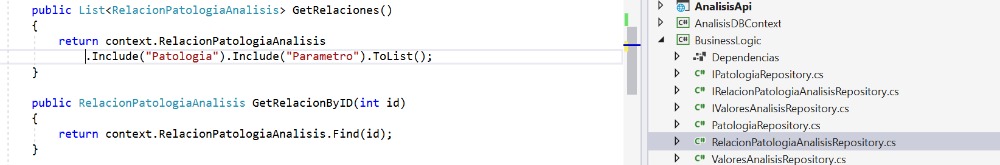 public List<RelacionPatologiaAnalisis> GetRelaciones()
{
return context.RelacionPatologiaAnalisis
.Include("Patologia").Include("Parametro").ToList();
}
public RelacionPatologiaAnalisis GetRelacionByID(int id)
{
return context.RelacionPatologiaAnalisis.Find(id);
}
AnalisisApi
C# AnalisisDBContext
C# BusinessLogic
Dependencias
C# IPatologiaRepository.cs
C# IRelacionPatologiaAnalisisRepository.cs
C# IValoresAnalisisRepository.cs
C# PatologiaRepository.cs
C# RelacionPatologiaAnalisisRepository.cs
C# ValoresAnalisisRepository.cs